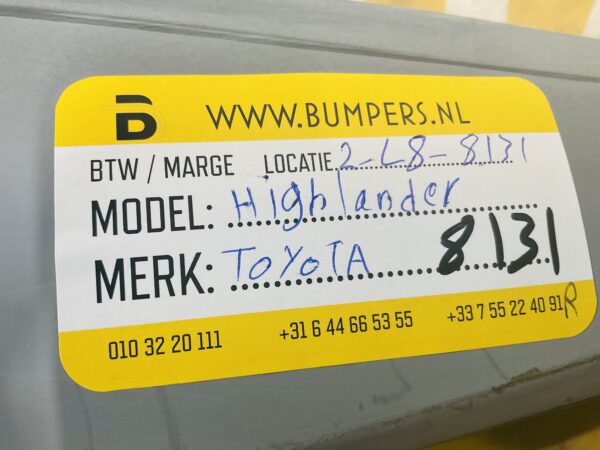 B WWW.BUMPERS.NL
BTW / MARGE LOCATIE 2-L8-8131
MODEL: Highlander
MERK: TOYOTA 8131
010 32 20 111 +31 6 44 66 53 55 +33 7 55 22 40 91 R